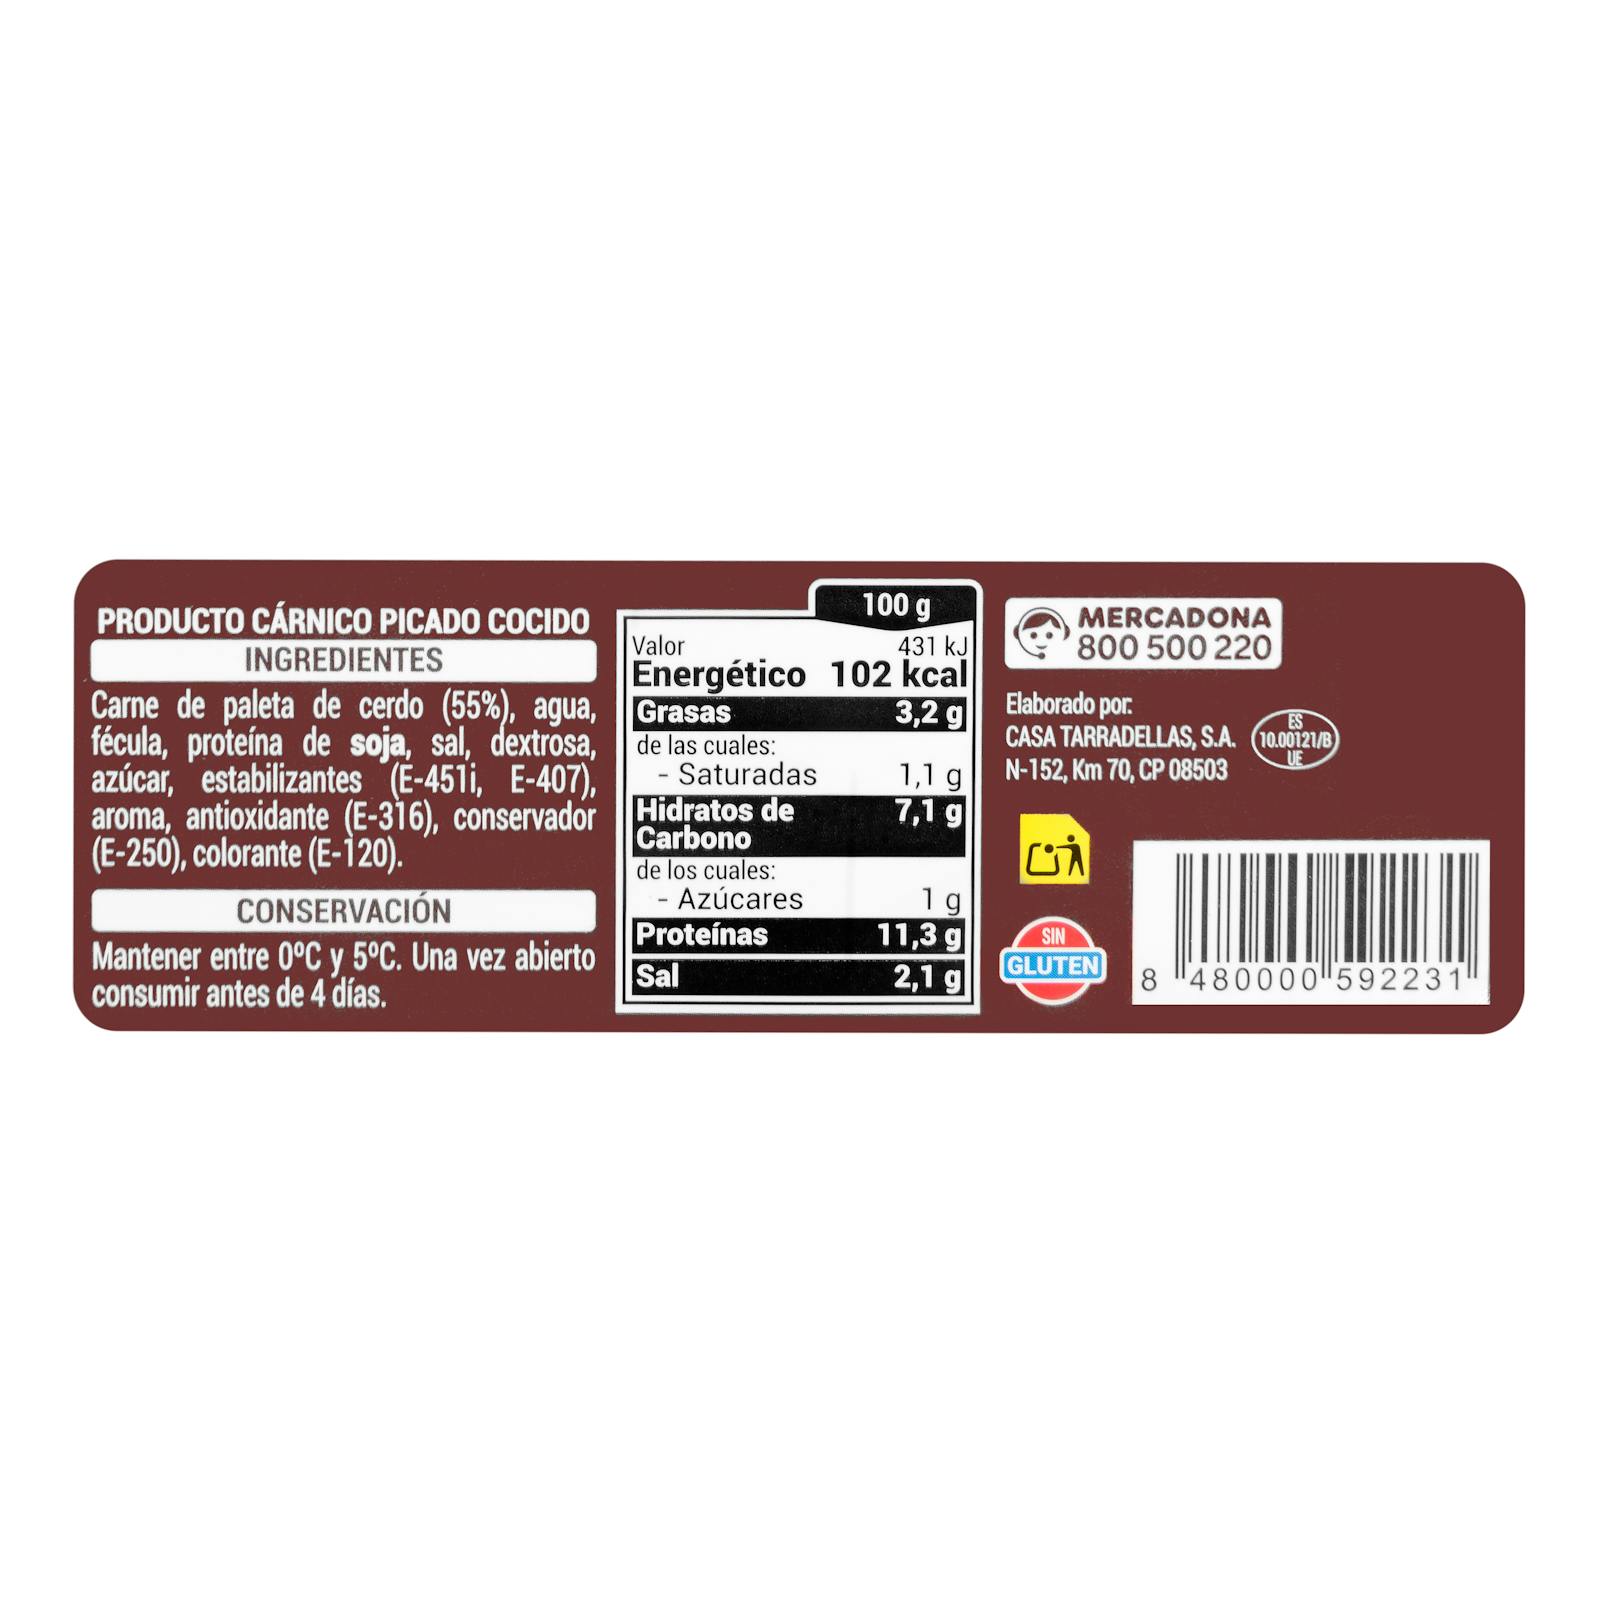 PRODUCTO CÁRNICO PICADO COCIDO
INGREDIENTES
Carne de paleta de cerdo (55%), agua,
fécula, proteína de soja, sal, dextrosa,
azúcar, estabilizantes (E-451i, E-407),
aroma, antioxidante (E-316), conservador
(E-250), colorante (E-120).
CONSERVACIÓN
Mantener entre 0ºC y 5ºC. Una vez abierto
consumir antes de 4 días.
100 g
Valor 431 kJ
Energético 102 kcal
Grasas 3,2 g
de las cuales:
- Saturadas 1,1 g
Hidratos de 7,1 g
Carbono
de los cuales:
- Azúcares 1 g
Proteínas 11,3 g
Sal 2,1 g
MERCADONA
800 500 220
Elaborado por:
CASA TARRADELLAS, S.A.
N-152, Km 70, CP 08503
ES
10.00121/B
UE
SIN
GLUTEN
8 480000 592231